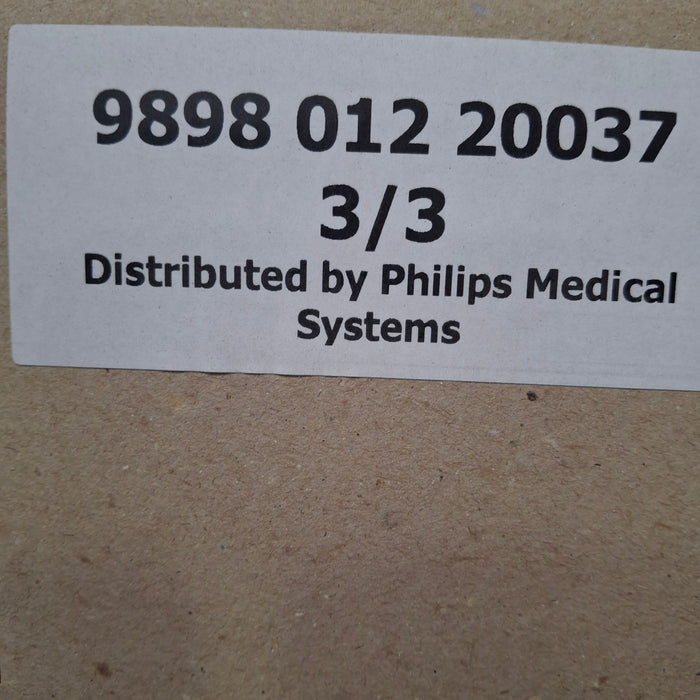 9898 012 20037
3/3
Distributed by Philips Medical
Systems